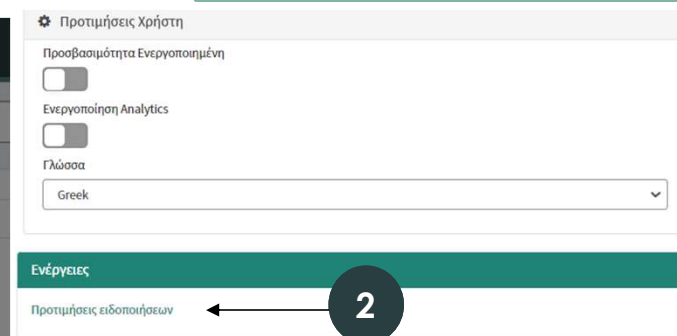 Προτιμήσεις Χρήστη
Προσβασιμότητα Ενεργοποιημένη
Ενεργοποίηση Analytics
Γλώσσα
Greek
Ενέργειες
Προτιμήσεις ειδοποιήσεων
2